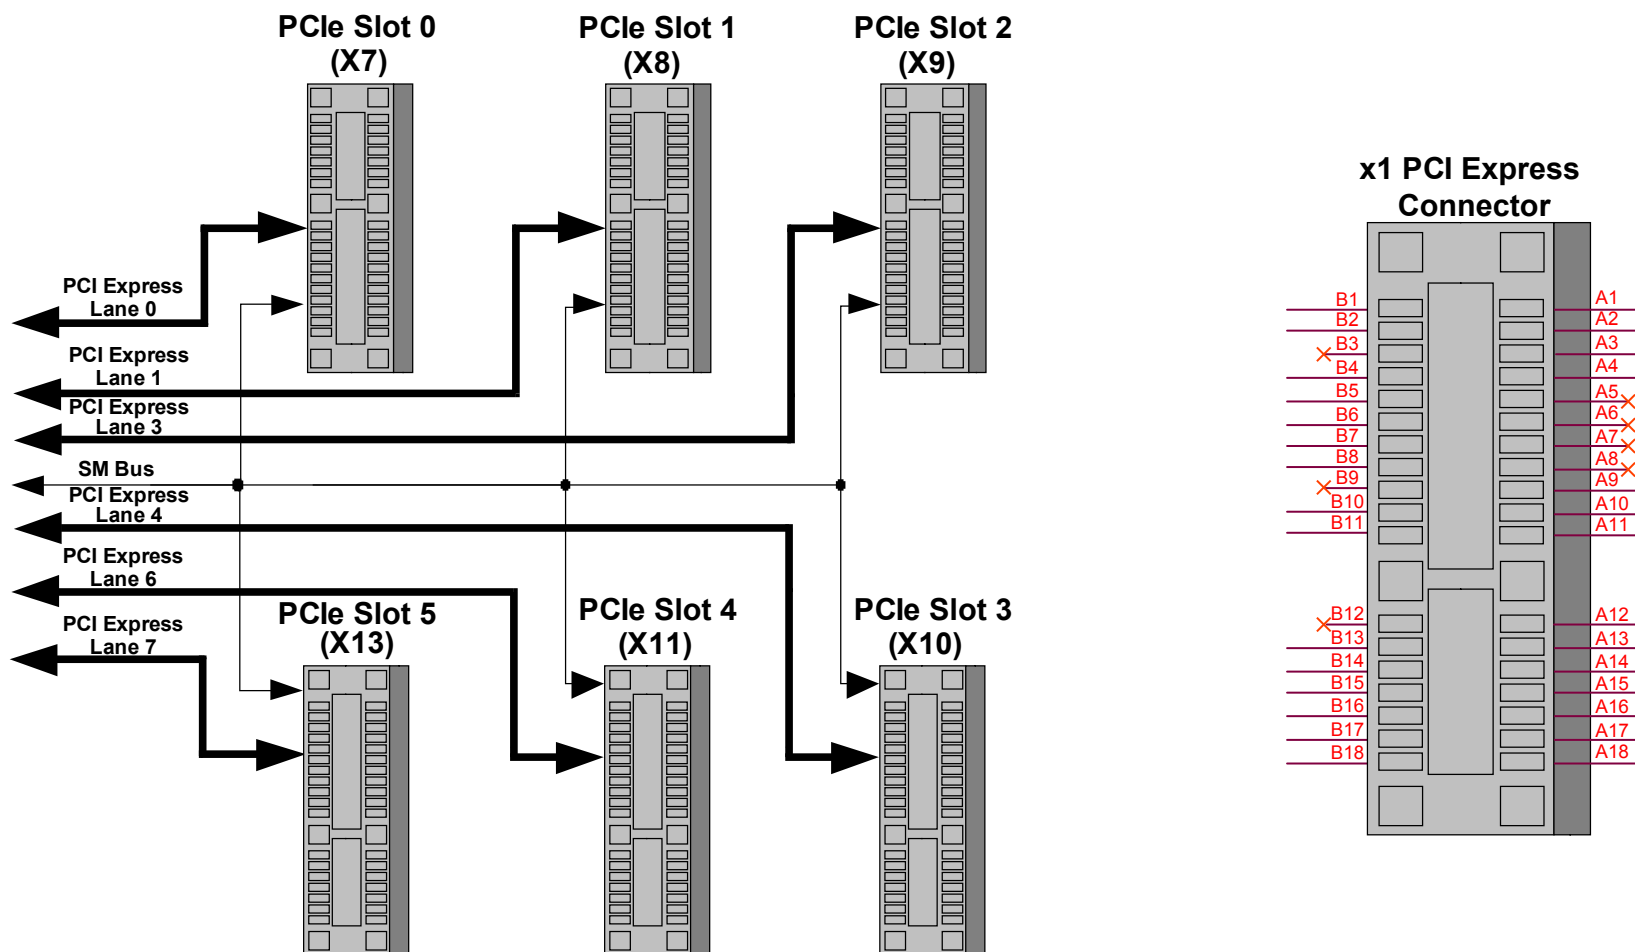 PCIe Slot 0
(X7)
PCIe Slot 1
(X8)
PCIe Slot 2
(X9)
PCI Express
Lane 0
PCI Express
Lane 1
PCI Express
Lane 3
SM Bus
PCI Express
Lane 4
PCI Express
Lane 6
PCI Express
Lane 7
PCIe Slot 5
(X13)
PCIe Slot 4
(X11)
PCIe Slot 3
(X10)
x1 PCI Express
Connector
B1
B2
B3
B4
B5
B6
B7
B8
B9
B10
B11
B12
B13
B14
B15
B16
B17
B18
A1
A2
A3
A4
A5
A6
A7
A8
A9
A10
A11
A12
A13
A14
A15
A16
A17
A18